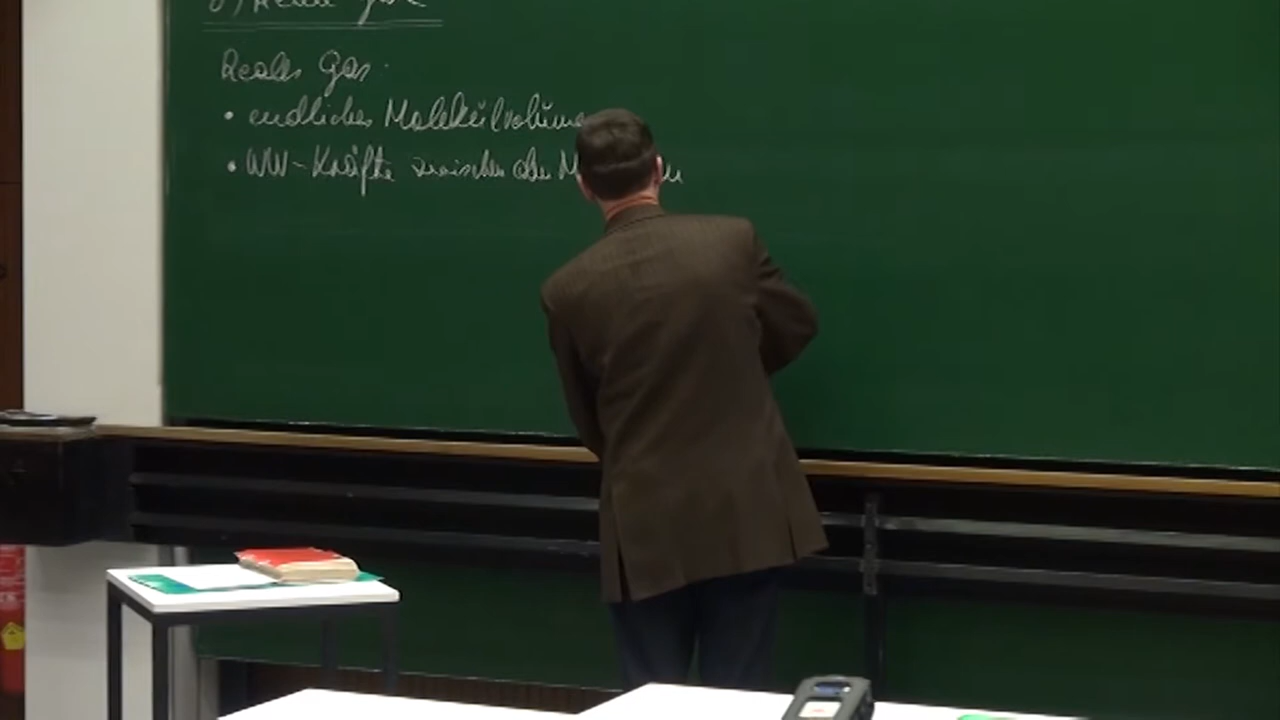 Reales Gas:
• endliches Molekülvolumen
• WW-Kräfte zwischen den